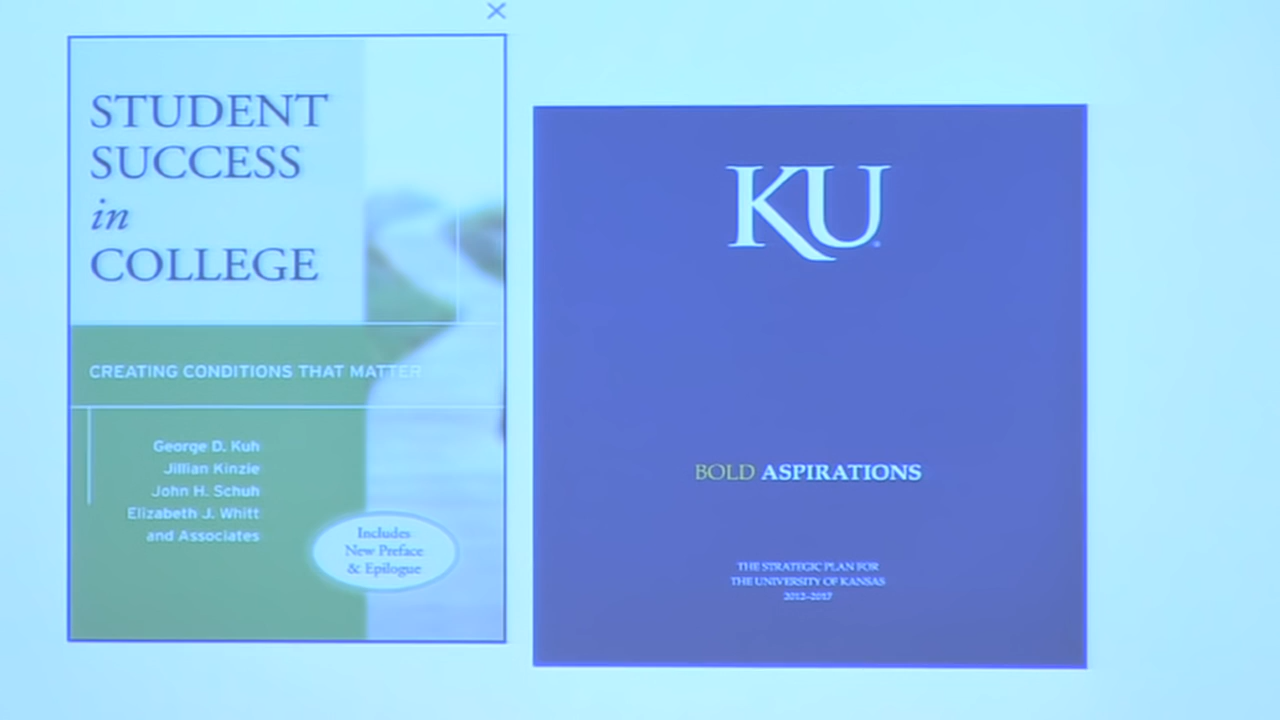 STUDENT
SUCCESS
in
COLLEGE
CREATING CONDITIONS THAT MATTER
George D. Kuh
Jillian Kinzie
John H. Schuh
Elizabeth J. Whitt
and Associates
Includes
New Preface
& Epilogue
KU
BOLD ASPIRATIONS
THE STRATEGIC PLAN FOR
THE UNIVERSITY OF KANSAS
2012–2017